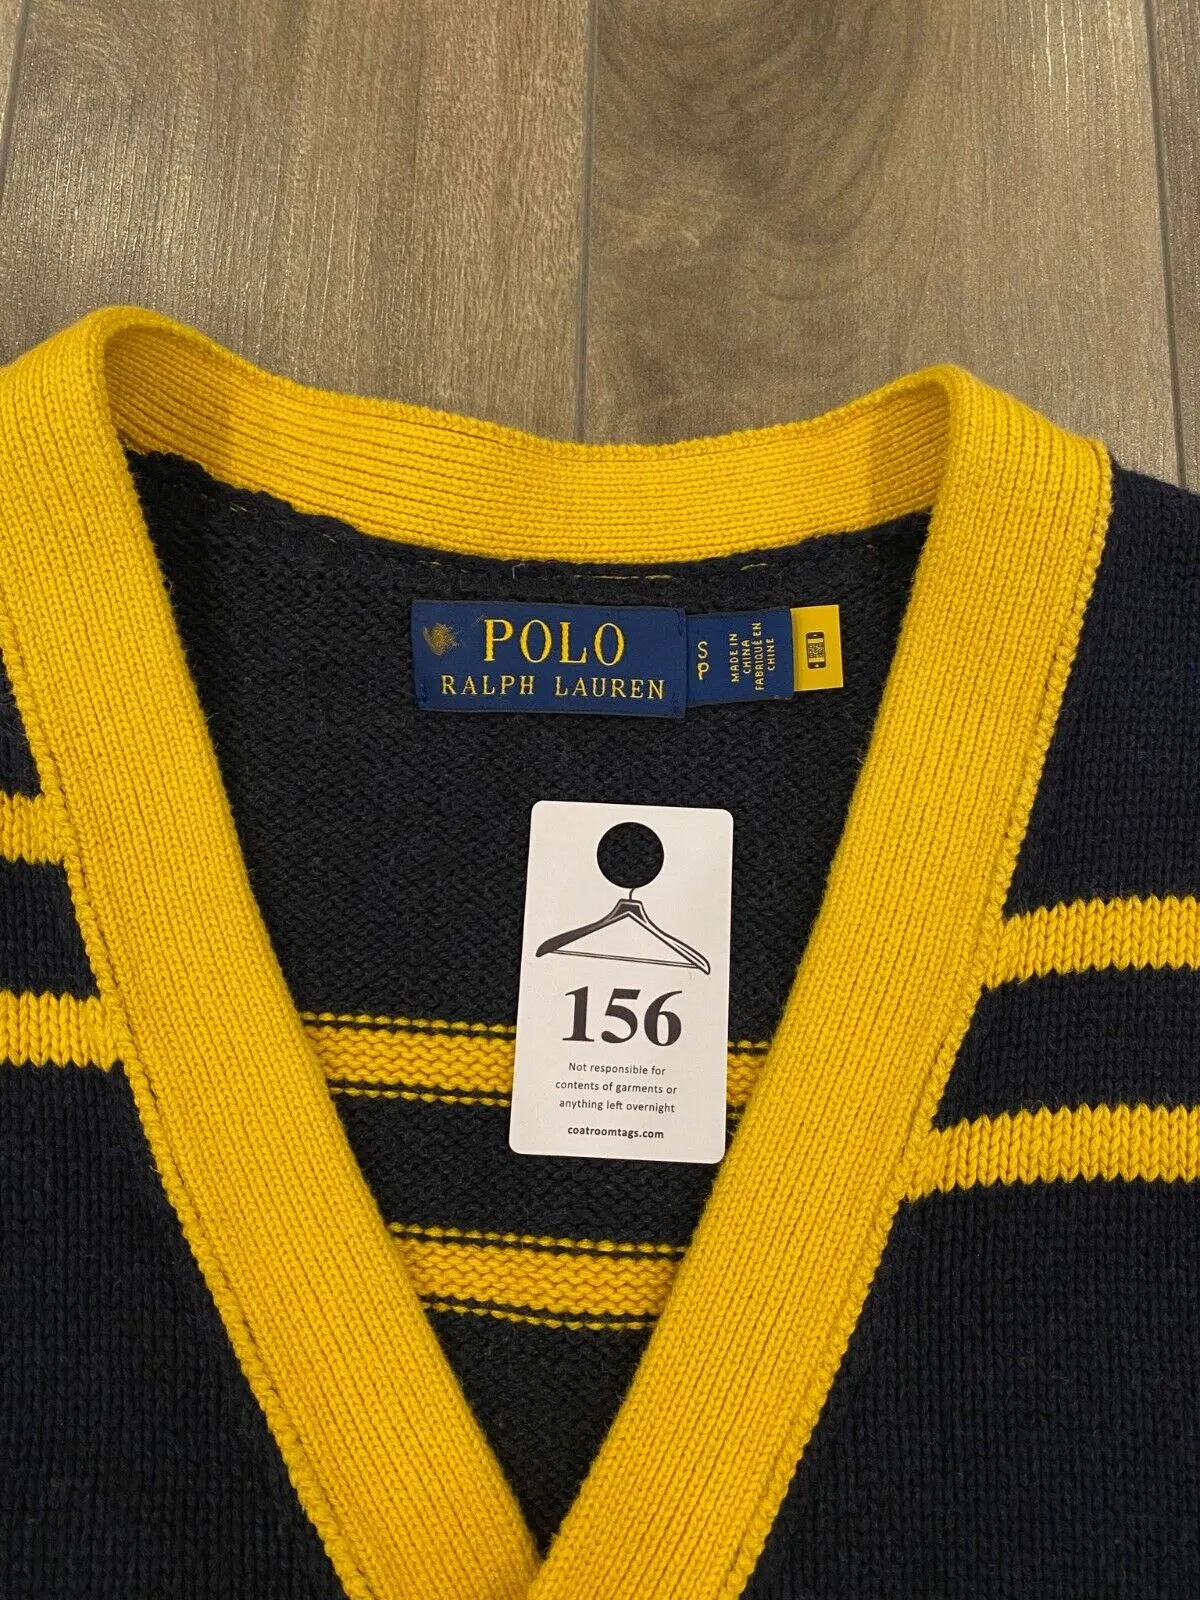 POLO
RALPH LAUREN
S
P
MADE IN
CHINA
FABRIQUÉ EN
CHINE
156
Not responsible for
contents of garments or
anything left overnight
coatroomtags.com